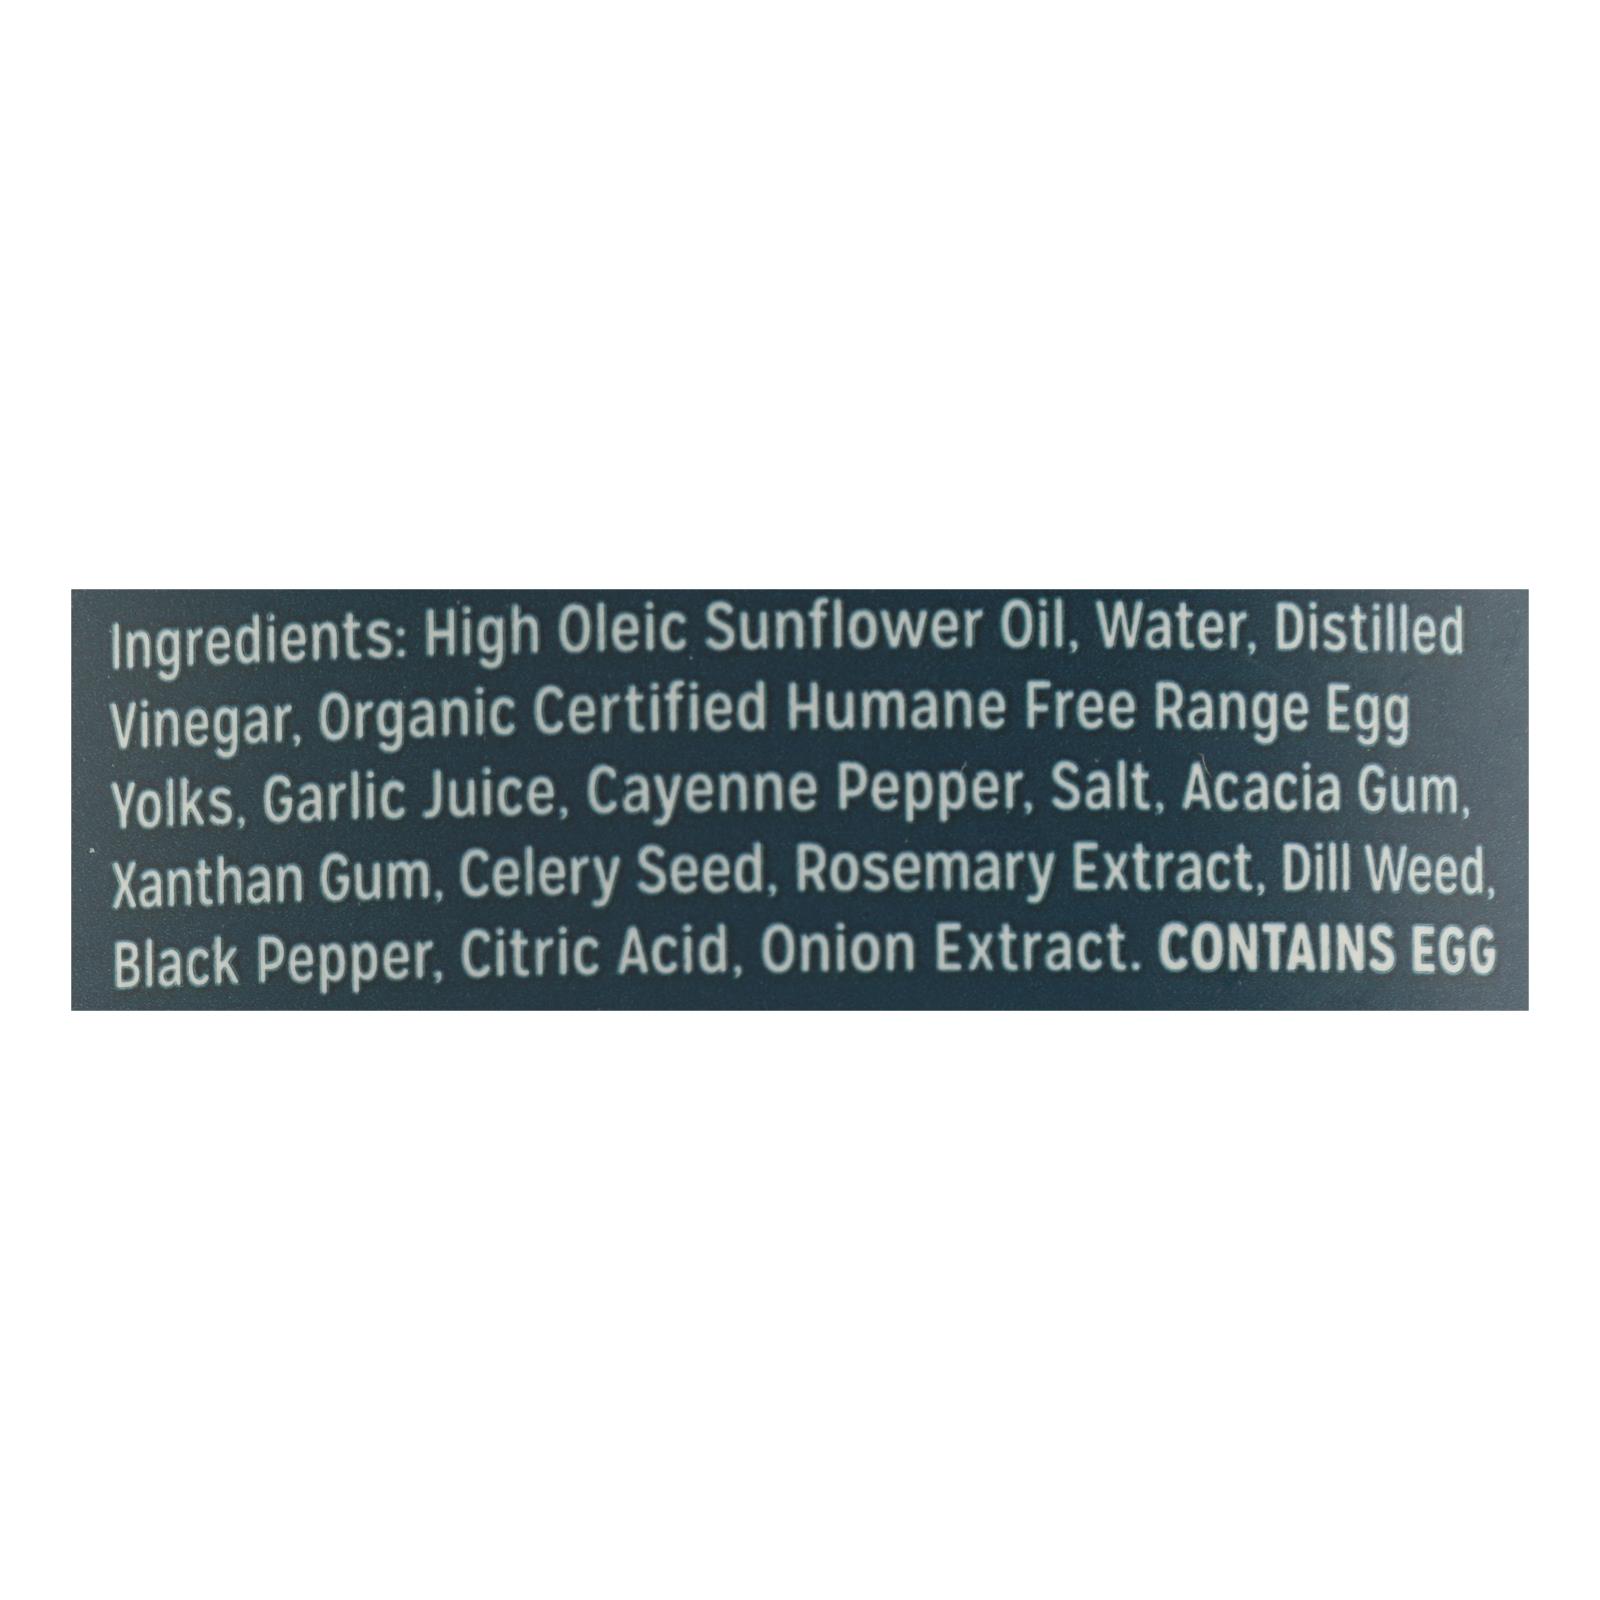 Ingredients: High Oleic Sunflower Oil, Water, Distilled
Vinegar, Organic Certified Humane Free Range Egg
Yolks, Garlic Juice, Cayenne Pepper, Salt, Acacia Gum,
Xanthan Gum, Celery Seed, Rosemary Extract, Dill Weed,
Black Pepper, Citric Acid, Onion Extract. CONTAINS EGG